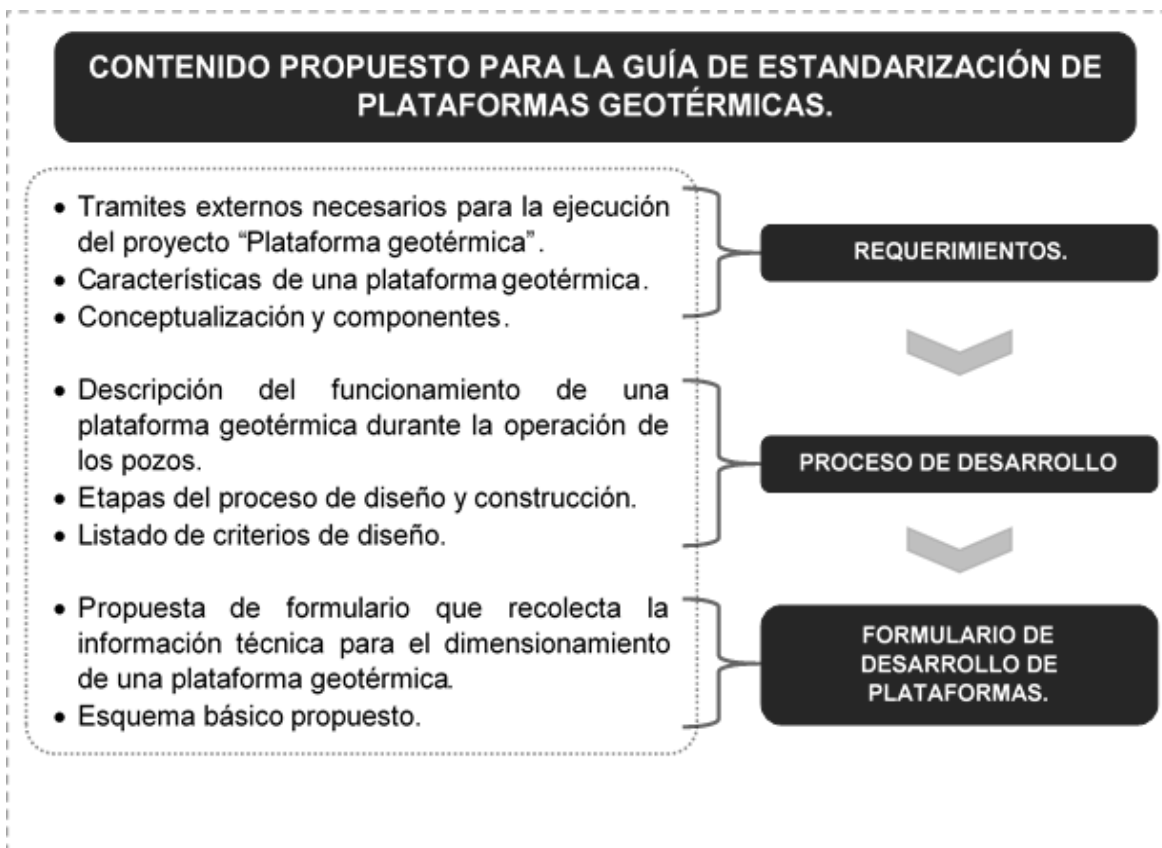 CONTENIDO PROPUESTO PARA LA GUÍA DE ESTANDARIZACIÓN DE
PLATAFORMAS GEOTÉRMICAS.
• Tramites externos necesarios para la ejecución
del proyecto “Plataforma geotérmica”.
• Características de una plataforma geotérmica.
• Conceptualización y componentes.
REQUERIMIENTOS.
• Descripción del funcionamiento de una
plataforma geotérmica durante la operación de
los pozos.
• Etapas del proceso de diseño y construcción.
• Listado de criterios de diseño.
PROCESO DE DESARROLLO
• Propuesta de formulario que recolecta la
información técnica para el dimensionamiento
de una plataforma geotérmica.
• Esquema básico propuesto.
FORMULARIO DE
DESARROLLO DE
PLATAFORMAS.